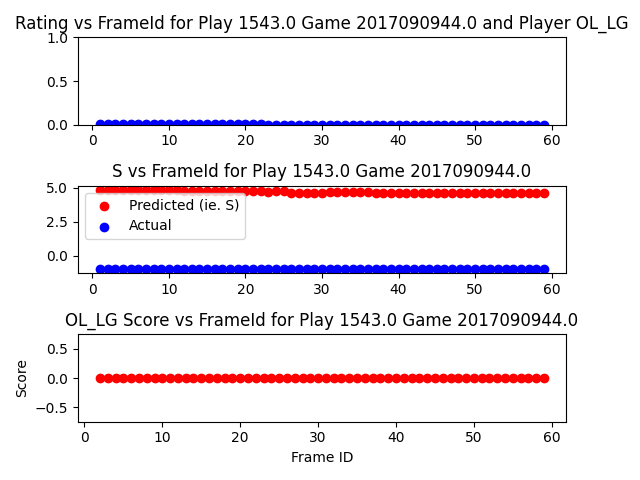 Rating vs FrameId for Play 1543.0 Game 2017090944.0 and Player OL_LG
1.0
0.5
0.0
0 10 20 30 40 50 60
S vs FrameId for Play 1543.0 Game 2017090944.0
5.0
2.5
0.0
Predicted (ie. S)
Actual
0 10 20 30 40 50 60
OL_LG Score vs FrameId for Play 1543.0 Game 2017090944.0
Score
0.5
0.0
−0.5
0 10 20 30 40 50 60
Frame ID